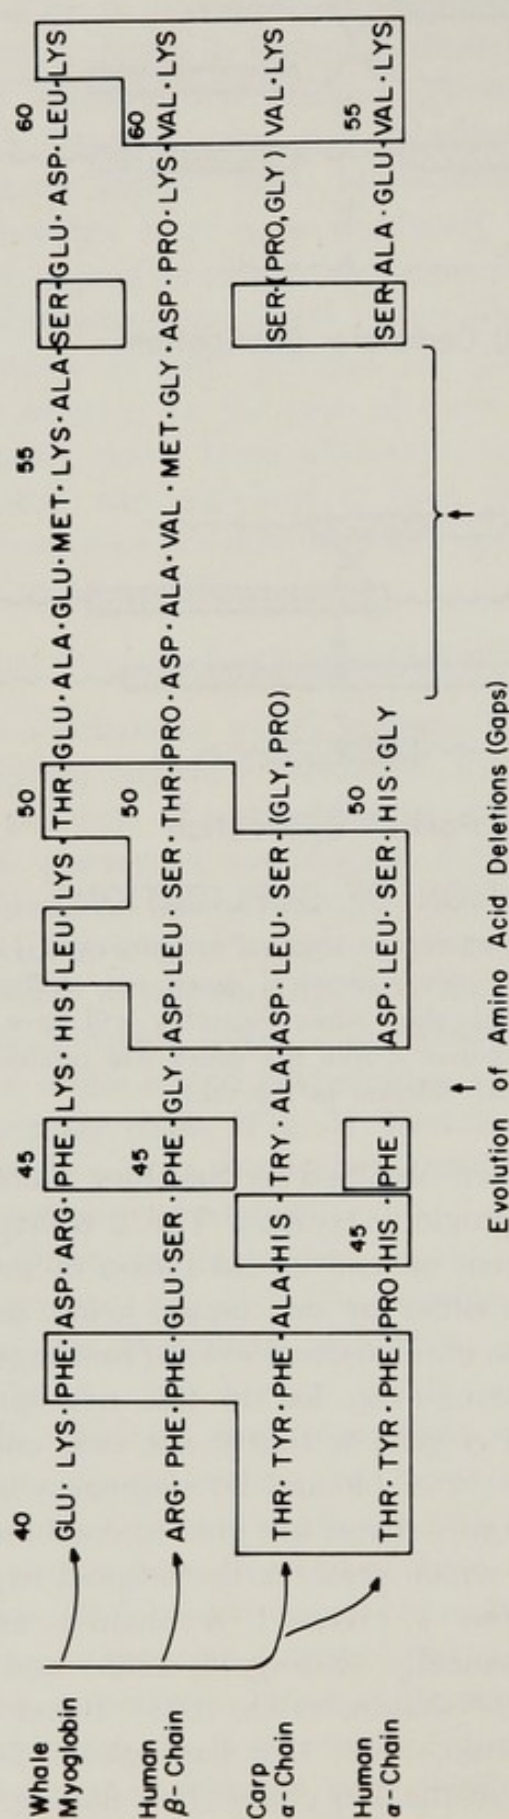 40 45 50 55 60
Whale Myoglobin GLU· LYS ·PHE· ASP· ARG· PHE ·LYS· HIS ·LEU· LYS · THR·GLU· ALA·GLU·MET· LYS· ALA·SER·GLU· ASP·LEU·LYS
45 50 60
Human β-Chain ARG· PHE ·PHE ·GLU·SER · PHE· GLY · ASP·LEU· SER · THR·PRO·ASP·ALA·VAL ·MET·GLY·ASP·PRO·LYS·VAL·LYS
Carp α-Chain THR· TYR·PHE·ALA·HIS · TRY·ALA·ASP·LEU·SER·(GLY, PRO) SER·(PRO,GLY) VAL·LYS
45 50 55
Human α-Chain THR· TYR·PHE·PRO·HIS · PHE · ASP·LEU· SER· HIS·GLY SER·ALA·GLU·VAL·LYS
Evolution of Amino Acid Deletions (Gaps)